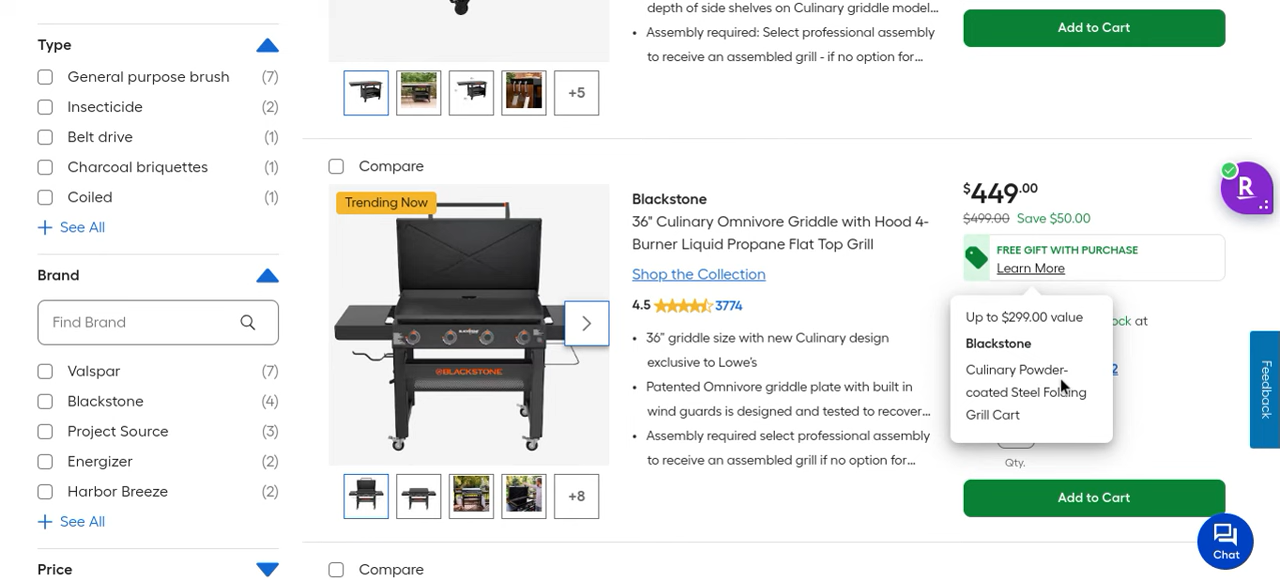 Type
General purpose brush (7)
Insecticide (2)
Belt drive (1)
Charcoal briquettes (1)
Coiled (1)
See All
Brand
Find Brand
Valspar (7)
Blackstone (4)
Project Source (3)
Energizer (2)
Harbor Breeze (2)
See All
Price
depth of side shelves on Culinary griddle model...
• Assembly required: Select professional assembly
to receive an assembled grill - if no option for...
+5
Add to Cart
Compare
Trending Now
BLACKSTONE
+8
Blackstone
36" Culinary Omnivore Griddle with Hood 4-
Burner Liquid Propane Flat Top Grill
Shop the Collection
4.5 3774
• 36" griddle size with new Culinary design
exclusive to Lowe's
• Patented Omnivore griddle plate with built in
wind guards is designed and tested to recover...
• Assembly required select professional assembly
to receive an assembled grill if no option for...
$449.00
$499.00 Save $50.00
FREE GIFT WITH PURCHASE
Learn More
Up to $299.00 value
Blackstone
Culinary Powder-
coated Steel Folding
Grill Cart
ock at
2
Qty.
Add to Cart
Compare
R
Feedback
Chat